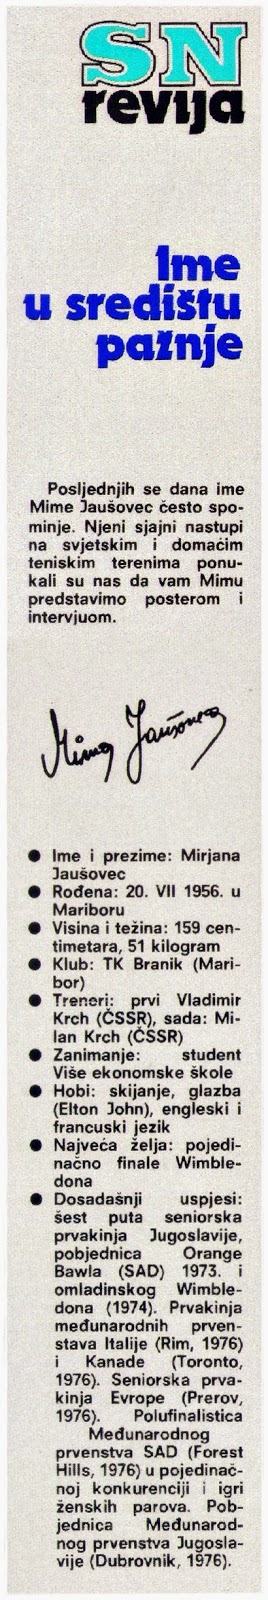 SN
revija
Ime
u središtu
pažnje
Posljednjih se dana ime
Mime Jaušovec često spo-
minje. Njeni sjajni nastupi
na svjetskim i domaćim
teniskim terenima ponu-
kali su nas da vam Mimu
predstavimo posterom i
intervjuom.
Mima Jaušovec
● Ime i prezime: Mirjana
Jaušovec
● Rođena: 20. VII 1956. u
Mariboru
● Visina i težina: 159 cen-
timetara, 51 kilogram
● Klub: TK Branik (Mari-
bor)
● Treneri: prvi Vladimir
Krch (ČSSR), sada: Mi-
lan Krch (ČSSR)
● Zanimanje: student
Više ekonomske škole
● Hobi: skijanje, glazba
(Elton John), engleski i
francuski jezik
● Najveća želja: pojedi-
načno finale Wimble-
dona
● Dosadašnji uspjesi:
šest puta seniorska
prvakinja Jugoslavije,
pobjednica Orange
Bawla (SAD) 1973. i
omladinskog Wimble-
dona (1974). Prvakinja
međunarodnih prven-
stava Italije (Rim, 1976)
i Kanade (Toronto,
1976). Seniorska prva-
kinja Evrope (Prerov,
1976). Polufinalistica
Međunarodnog
prvenstva SAD (Forest
Hills, 1976) u pojedinač-
noj konkurenciji i igri
ženskih parova. Pob-
jednica Međunarod-
nog prvenstva Jugosla-
vije (Dubrovnik, 1976).